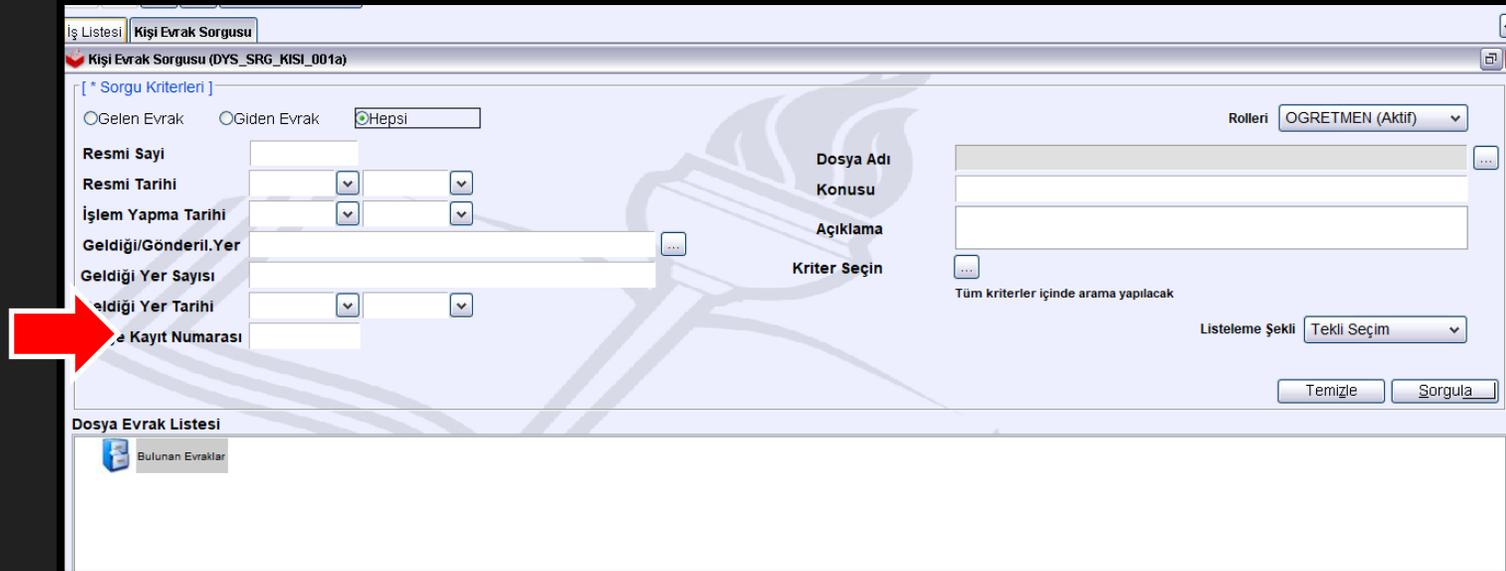 İş Listesi Kişi Evrak Sorgusu
Kişi Evrak Sorgusu (DYS_SRG_KISI_001a)
[ * Sorgu Kriterleri ]
Gelen Evrak Giden Evrak Hepsi
Rolleri OGRETMEN (Aktif)
Resmi Sayi
Resmi Tarihi
İşlem Yapma Tarihi
Geldiği/Gönderil.Yer ...
Geldiği Yer Sayısı
Yer Tarihi
Kayıt Numarası
Dosya Adı ...
Konusu
Açıklama
Kriter Seçin ...
Tüm kriterler içinde arama yapılacak
Listeleme Şekli Tekli Seçim
Temizle Sorgula
Dosya Evrak Listesi
Bulunan Evraklar